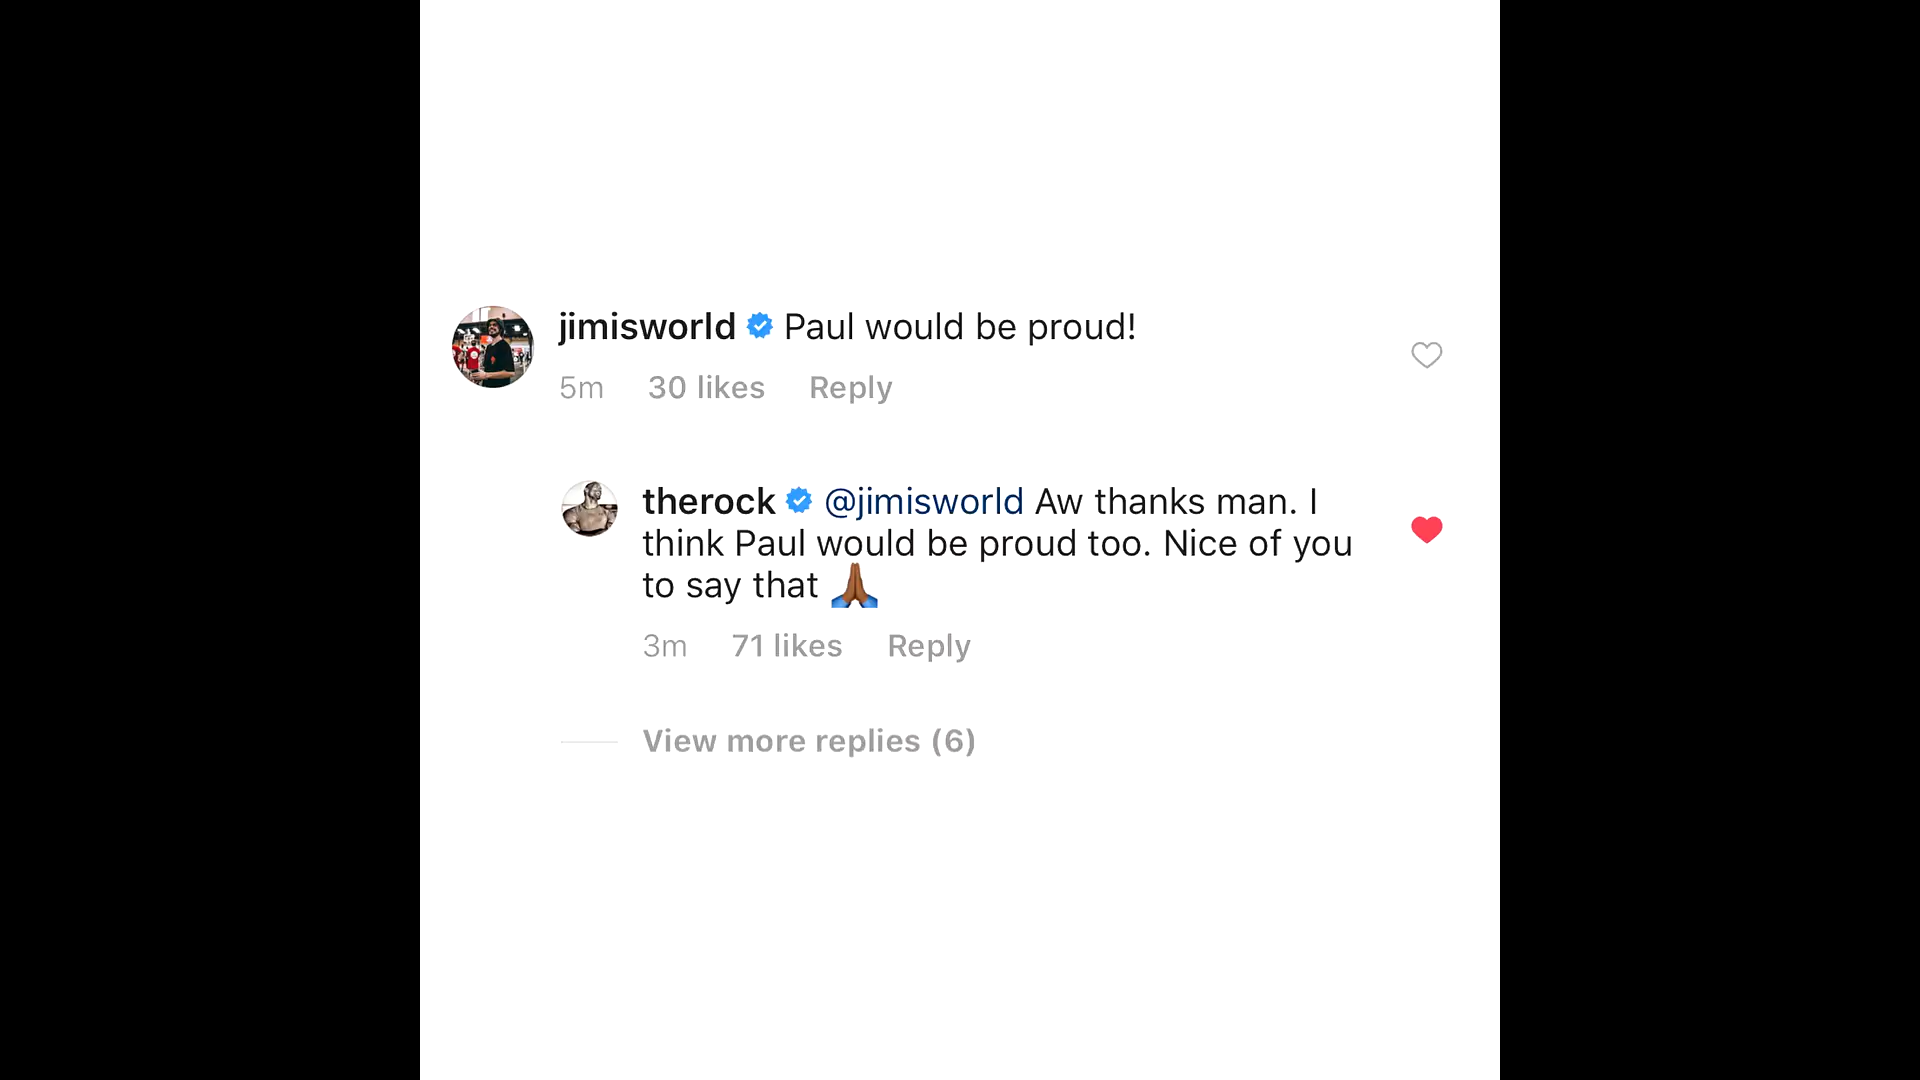 jimisworld Paul would be proud!
5m 30 likes Reply
therock @jimisworld Aw thanks man. I
think Paul would be proud too. Nice of you
to say that 🙏🏾
3m 71 likes Reply
View more replies (6)